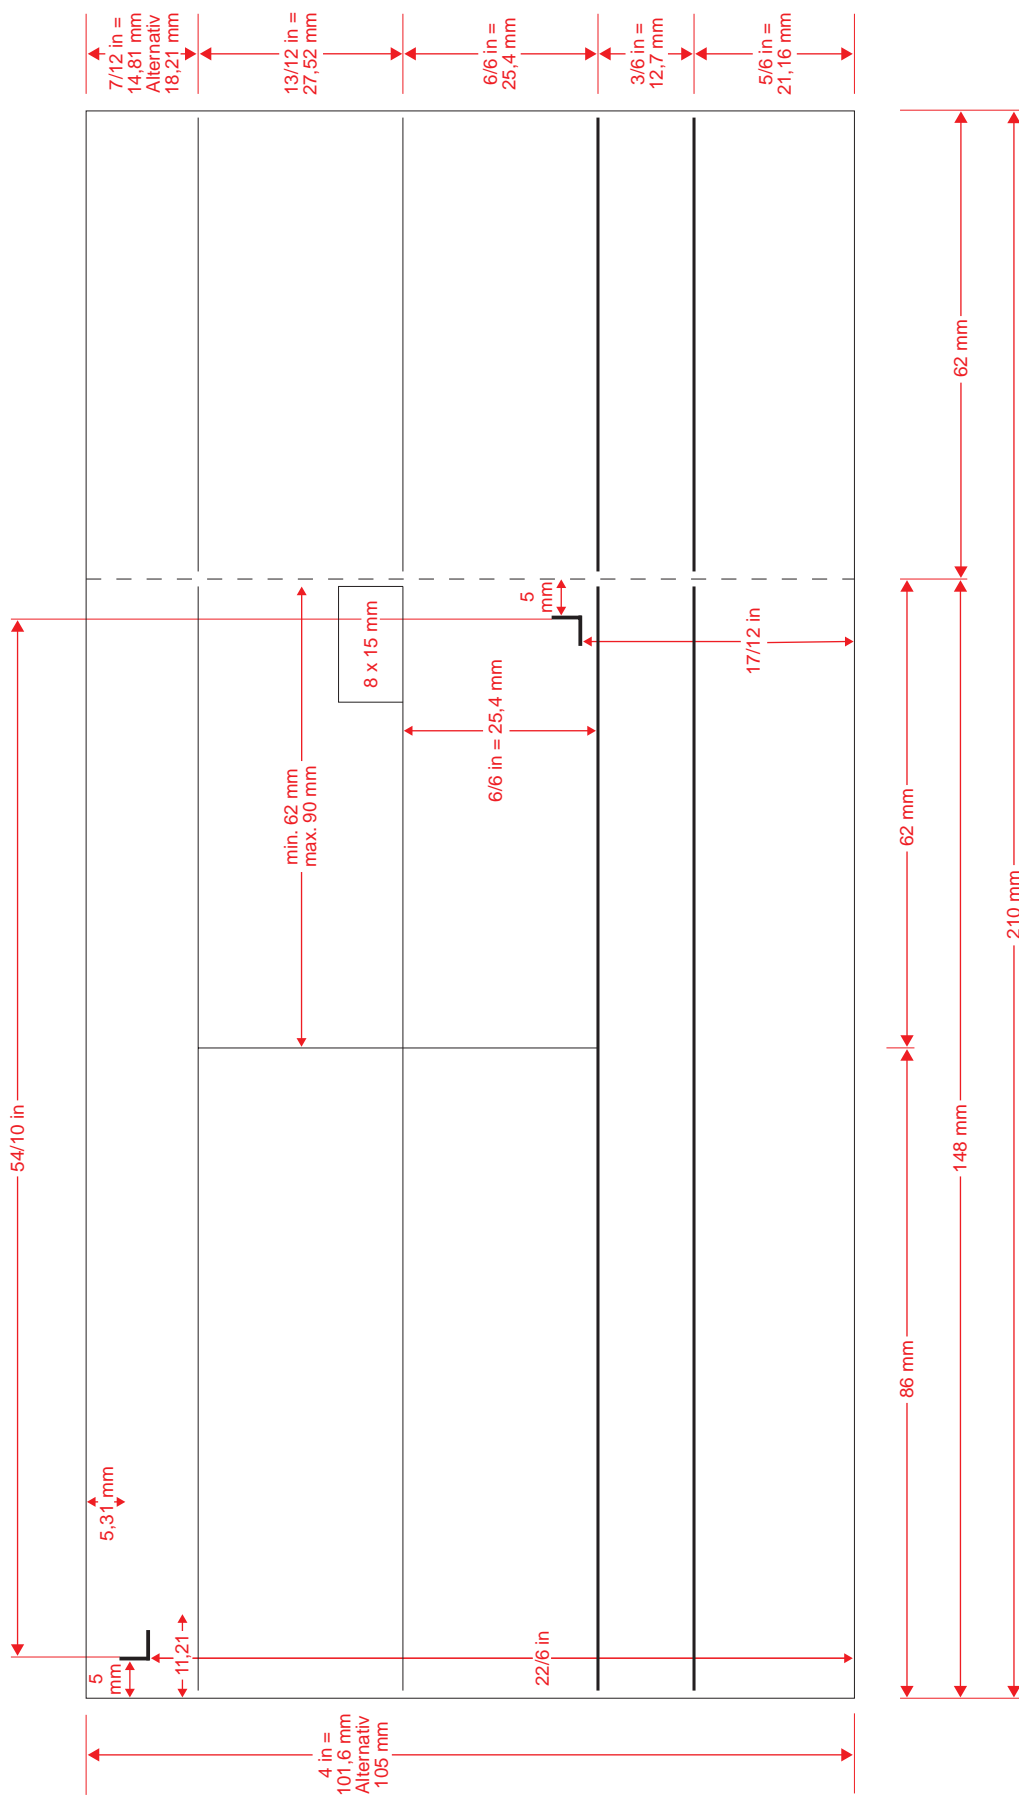 7/12 in =
14,81 mm
Alternativ
18,21 mm
13/12 in =
27,52 mm
6/6 in =
25,4 mm
3/6 in =
12,7 mm
5/6 in =
21,16 mm
62 mm
5
mm
8 x 15 mm
17/12 in
6/6 in = 25,4 mm
min. 62 mm
max. 90 mm
62 mm
210 mm
54/10 in
148 mm
86 mm
5,31 mm
11,21
22/6 in
5
mm
4 in =
101,6 mm
Alternativ
105 mm